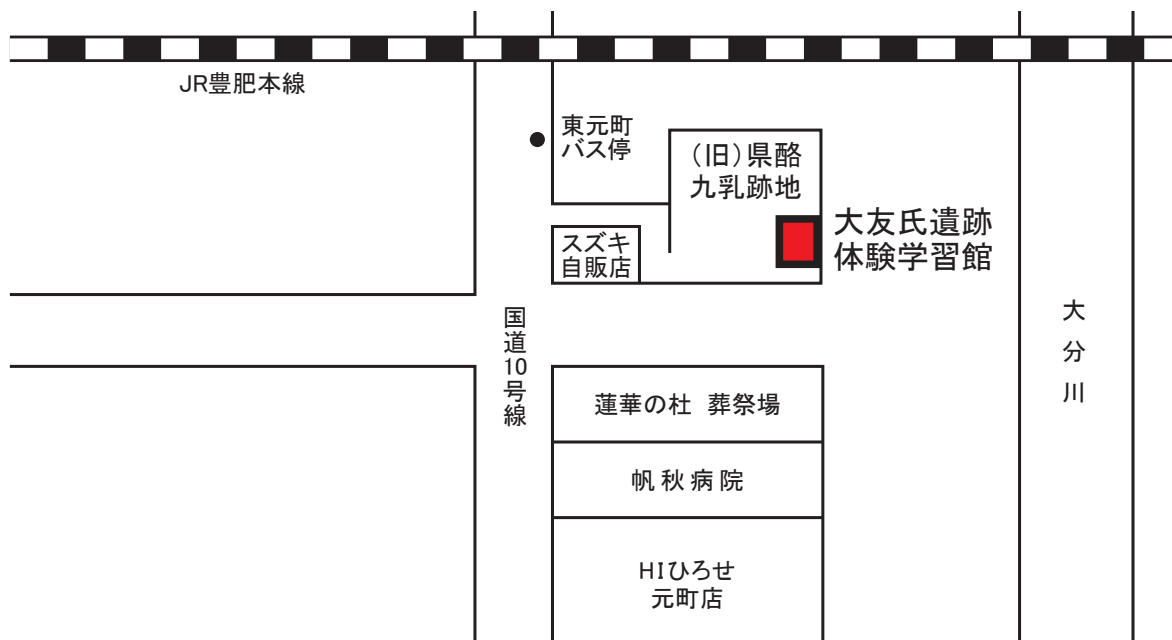 JR豊肥本線
東元町
バス停
(旧)県酪
九乳跡地
大友氏遺跡
体験学習館
スズキ
自販店
国道10号線
大分川
蓮華の杜 葬祭場
帆秋病院
HIひろせ
元町店